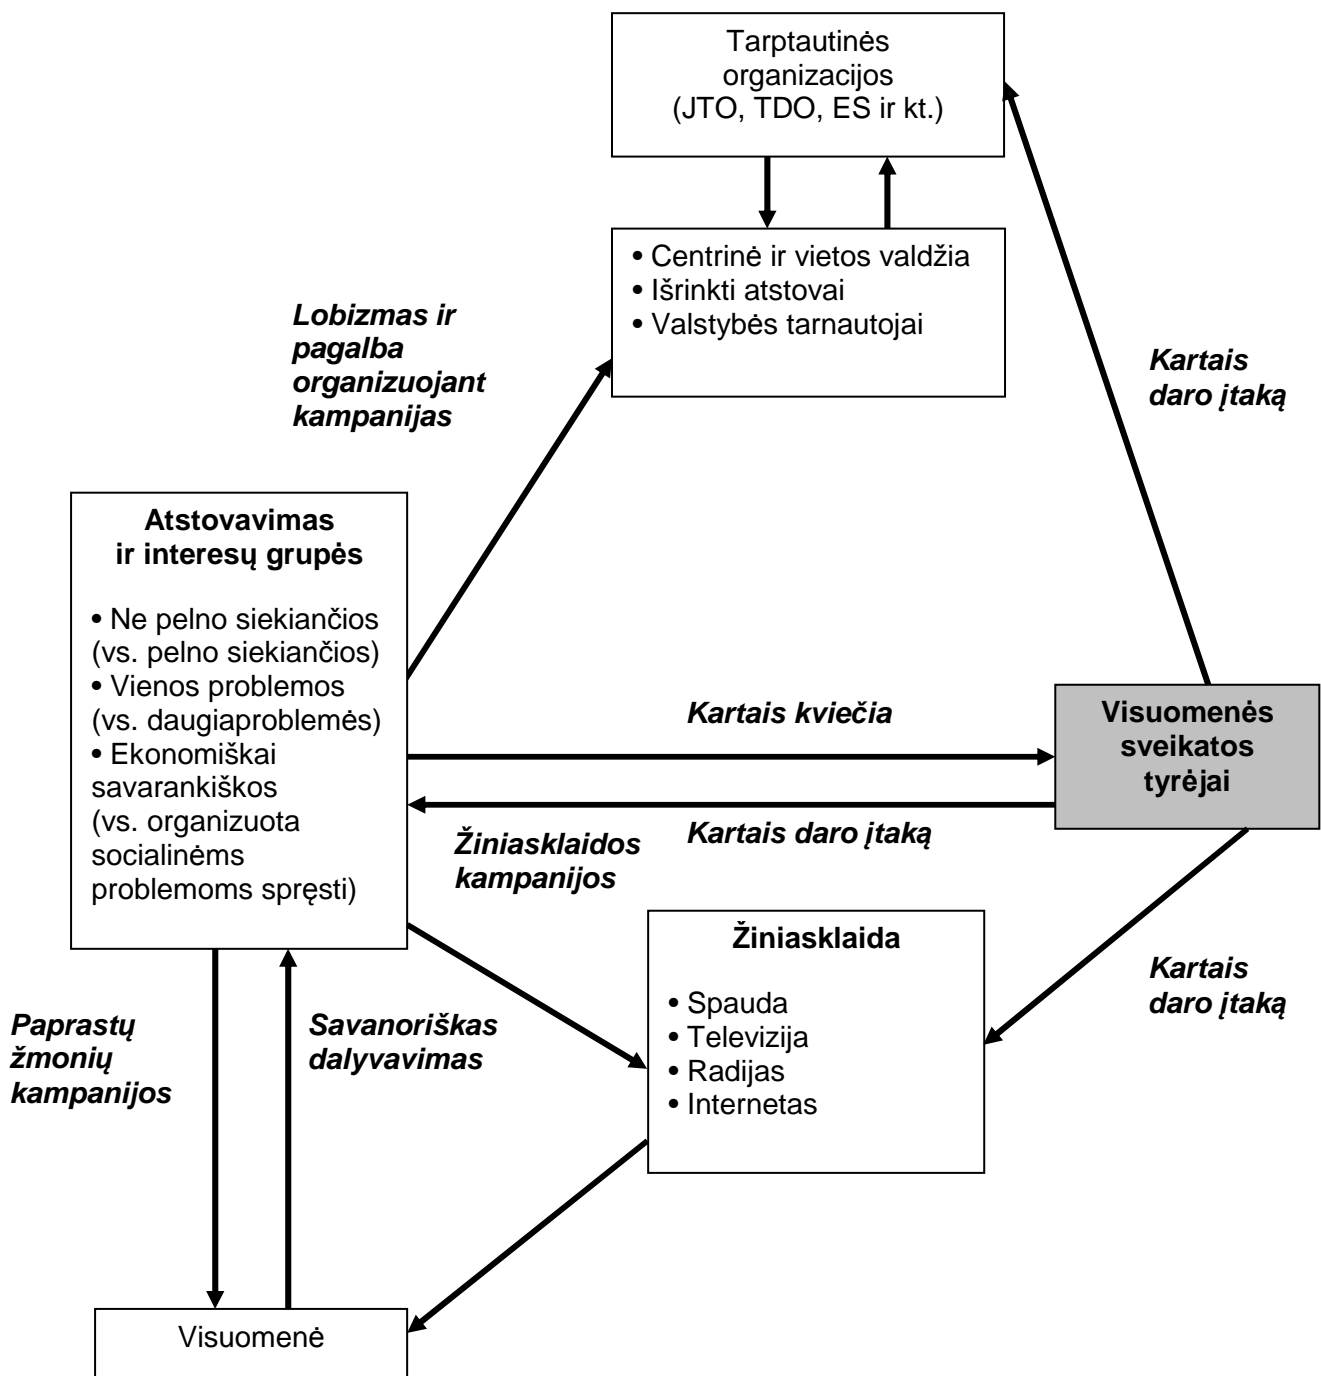 Tarptautinės
organizacijos
(JTO, TDO, ES ir kt.)
• Centrinė ir vietos valdžia
• Išrinkti atstovai
• Valstybės tarnautojai
Lobizmas ir
pagalba
organizuojant
kampanijas
Kartais
daro įtaką
Atstovavimas
ir interesų grupės
• Ne pelno siekiančios
(vs. pelno siekiančios)
• Vienos problemos
(vs. daugiaproblemės)
• Ekonomiškai
savarankiškos
(vs. organizuota
socialinėms
problemoms spręsti)
Kartais kviečia
Visuomenės
sveikatos
tyrėjai
Kartais daro įtaką
Žiniasklaidos
kampanijos
Žiniasklaida
• Spauda
• Televizija
• Radijas
• Internetas
Kartais
daro įtaką
Paprastų
žmonių
kampanijos
Savanoriškas
dalyvavimas
Visuomenė